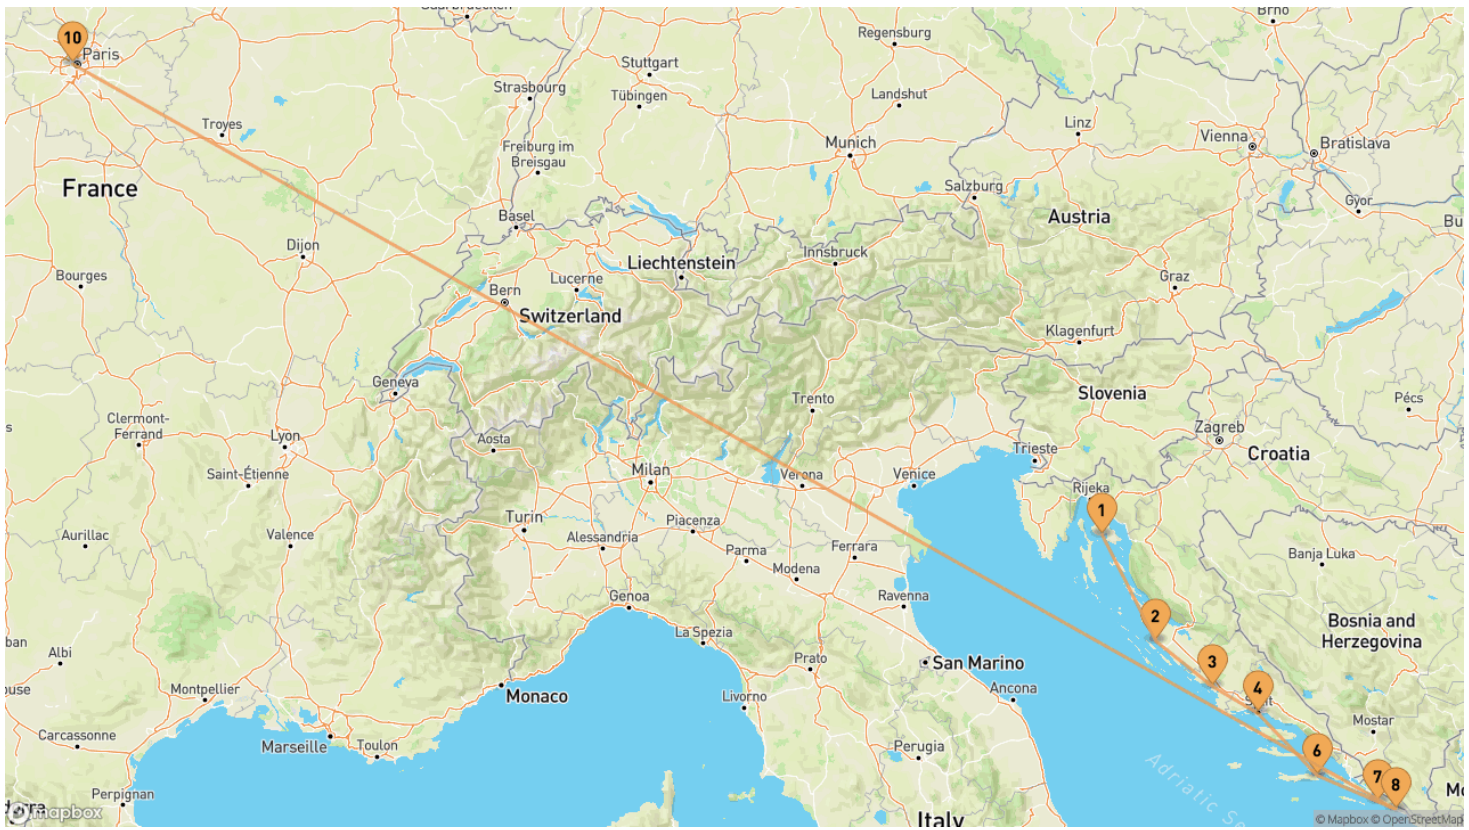 Saarbruecken
Brno
Regensburg
10
Paris
Stuttgart
Strasbourg
Tübingen
Landshut
Troyes
Linz
Vienna
Bratislava
Freiburg im
Breisgau
Munich
France
Salzburg
Gyor
Basel
Austria
Dijon
Innsbruck
Liechtenstein
Bourges
Lucerne
Graz
Bern
Switzerland
Klagenfurt
Geneva
Slovenia
Trento
Pécs
Clermont-
Ferrand
Zagreb
Lyon
Aosta
Trieste
Croatia
Saint-Étienne
Milan
Verona
Venice
Rijeka
1
Turin
Piacenza
Aurillac
Valence
Alessandria
Parma
Ferrara
Banja Luka
Modena
Genoa
Ravenna
2
Bosnia and
Herzegovina
La Spezia
Albi
San Marino
3
Prato
Montpellier
Monaco
Livorno
Ancona
4
Split
Mostar
Carcassonne
Marseille
Toulon
Perugia
6
Adriatic Se
7
8
Perpignan
mapbox
Italy
© Mapbox © OpenStreetMap